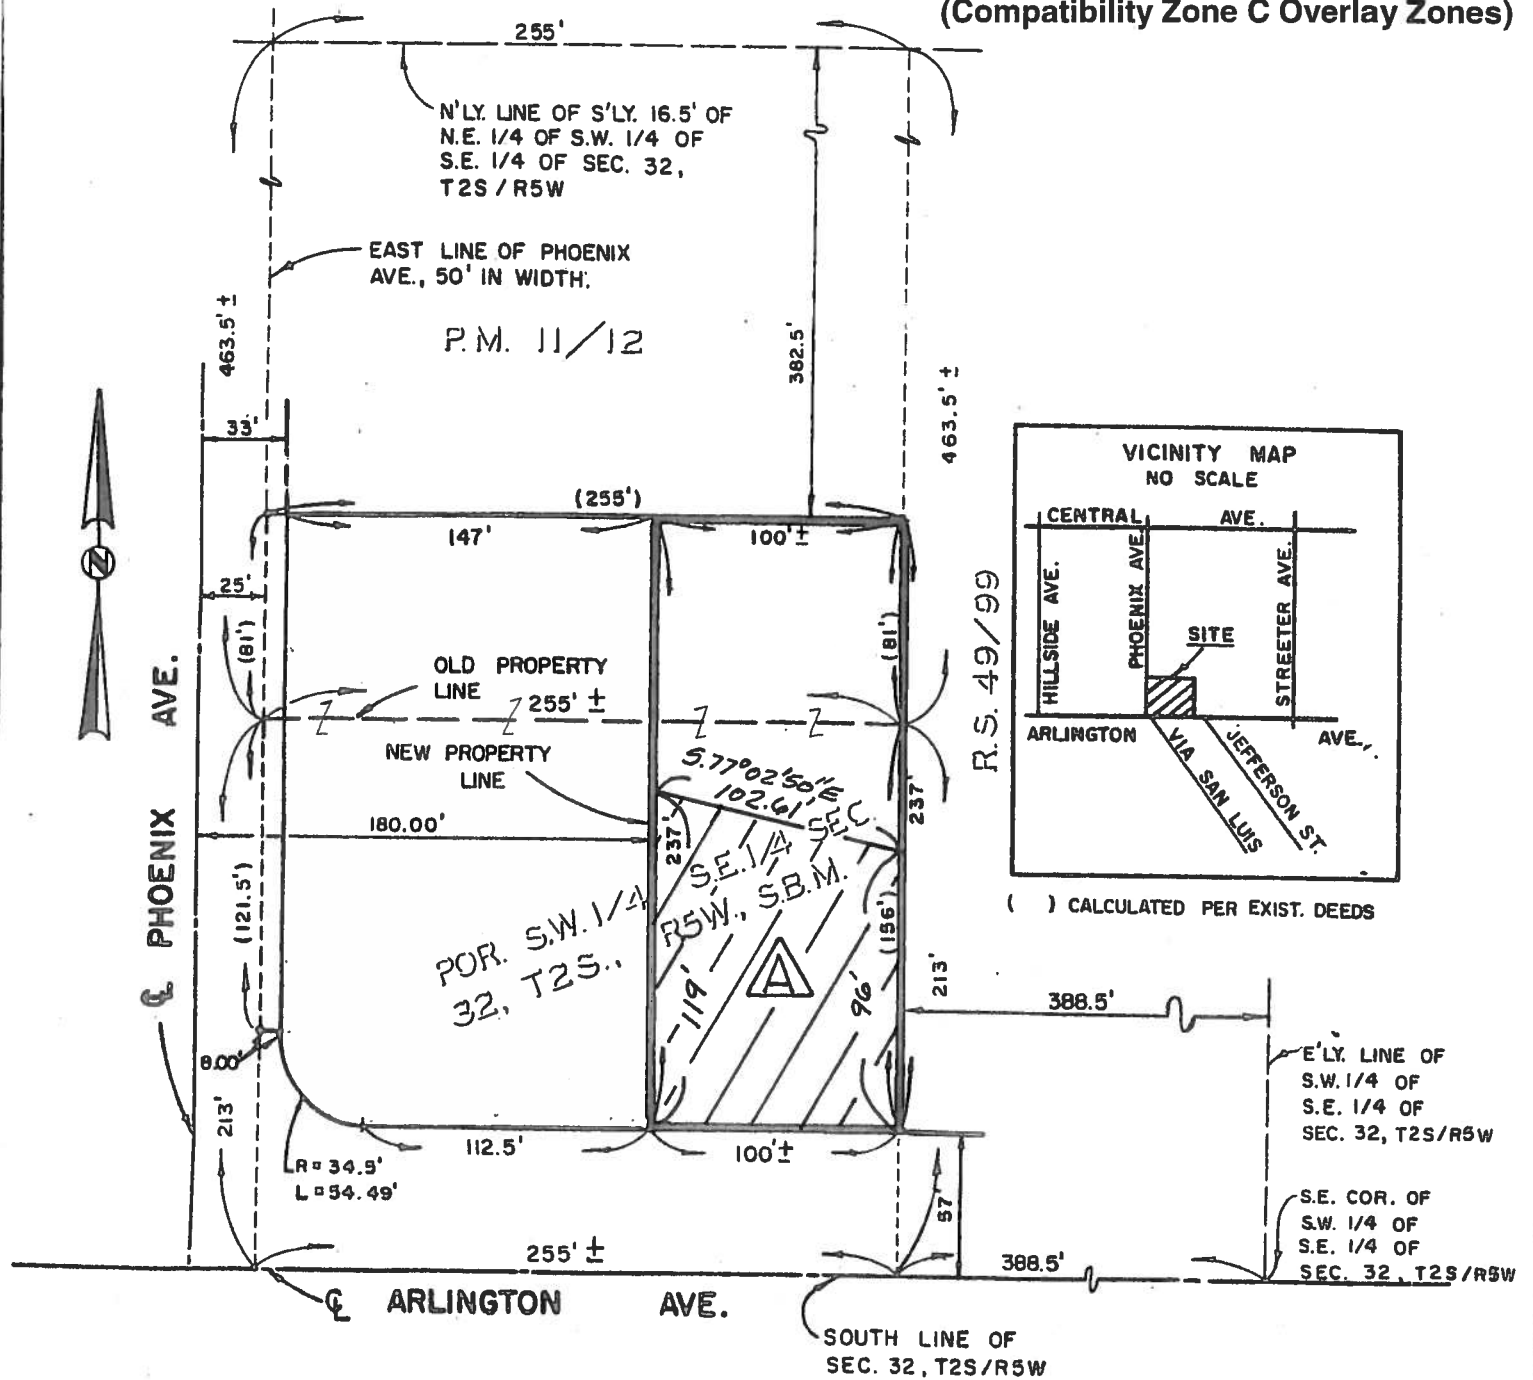 (Compatibility Zone C Overlay Zones)
255'
N'LY. LINE OF S'LY. 16.5' OF
N.E. 1/4 OF S.W. 1/4 OF
S.E. 1/4 OF SEC. 32,
T2S / R5W
EAST LINE OF PHOENIX
AVE., 50' IN WIDTH.
463.5' ±
P.M. 11/12
382.5'
463.5' ±
33'
(255')
147'
100'±
25'
(81')
(81')
OLD PROPERTY
LINE
255' ±
NEW PROPERTY
LINE
S.77°02'50"E
102.61
237'
237'
180.00'
R.S. 49/99
VICINITY MAP
NO SCALE
CENTRAL AVE.
HILLSIDE AVE.
PHOENIX AVE.
STREETER AVE.
SITE
ARLINGTON AVE.
VIA SAN LUIS
JEFFERSON ST.
( ) CALCULATED PER EXIST. DEEDS
POR. S.W. 1/4 S.E. 1/4 SEC.
32, T2S., R5W., S.B.M.
(121.5')
(156')
A
119'
96'
213'
388.5'
℄ PHOENIX AVE.
8.00'
213'
R=34.5'
L=54.49'
112.5'
100'±
57'
E'LY. LINE OF
S.W. 1/4 OF
S.E. 1/4 OF
SEC. 32, T2S/R5W
S.E. COR. OF
S.W. 1/4 OF
S.E. 1/4 OF
SEC. 32, T2S/R5W
255' ±
388.5'
℄ ARLINGTON AVE.
SOUTH LINE OF
SEC. 32, T2S/R5W
N